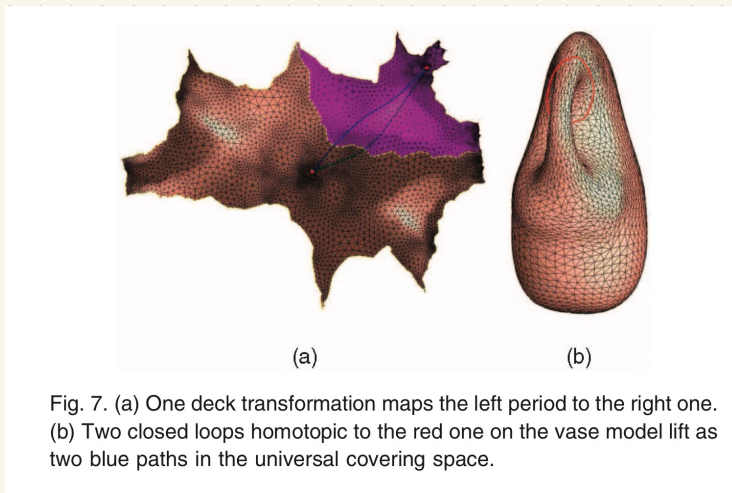 (a)
(b)
Fig. 7. (a) One deck transformation maps the left period to the right one.
(b) Two closed loops homotopic to the red one on the vase model lift as
two blue paths in the universal covering space.